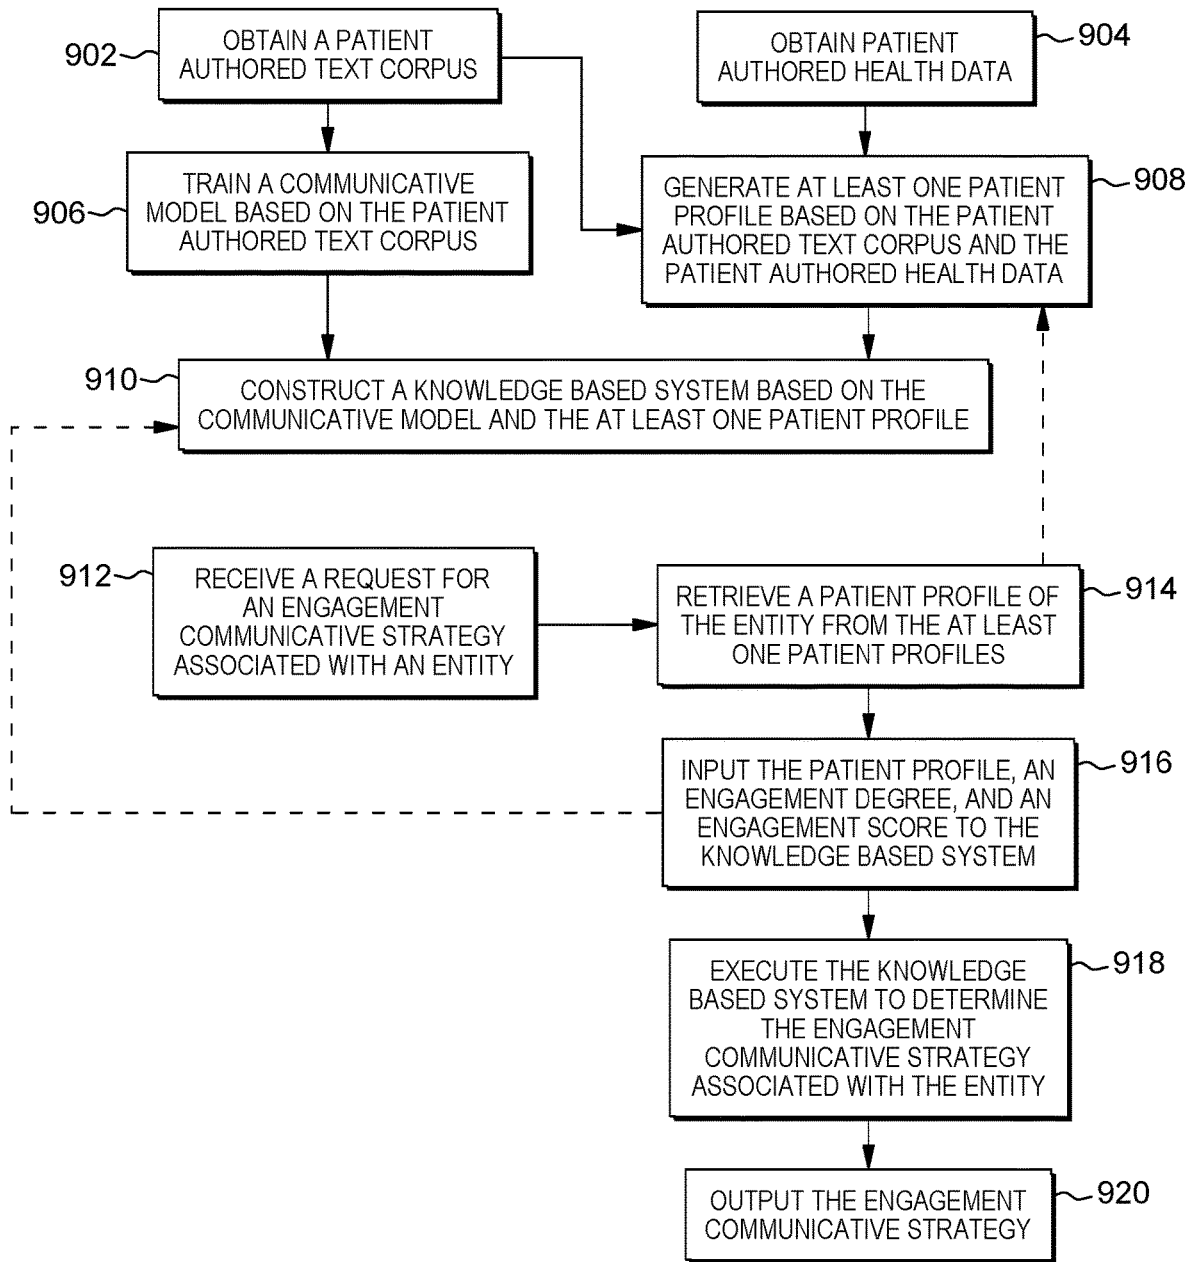 902
OBTAIN A PATIENT
AUTHORED TEXT CORPUS
904
OBTAIN PATIENT
AUTHORED HEALTH DATA
906
TRAIN A COMMUNICATIVE
MODEL BASED ON THE PATIENT
AUTHORED TEXT CORPUS
908
GENERATE AT LEAST ONE PATIENT
PROFILE BASED ON THE PATIENT
AUTHORED TEXT CORPUS AND THE
PATIENT AUTHORED HEALTH DATA
910
CONSTRUCT A KNOWLEDGE BASED SYSTEM BASED ON THE
COMMUNICATIVE MODEL AND THE AT LEAST ONE PATIENT PROFILE
912
RECEIVE A REQUEST FOR
AN ENGAGEMENT
COMMUNICATIVE STRATEGY
ASSOCIATED WITH AN ENTITY
914
RETRIEVE A PATIENT PROFILE OF
THE ENTITY FROM THE AT LEAST
ONE PATIENT PROFILES
916
INPUT THE PATIENT PROFILE, AN
ENGAGEMENT DEGREE, AND AN
ENGAGEMENT SCORE TO THE
KNOWLEDGE BASED SYSTEM
918
EXECUTE THE KNOWLEDGE
BASED SYSTEM TO DETERMINE
THE ENGAGEMENT
COMMUNICATIVE STRATEGY
ASSOCIATED WITH THE ENTITY
920
OUTPUT THE ENGAGEMENT
COMMUNICATIVE STRATEGY